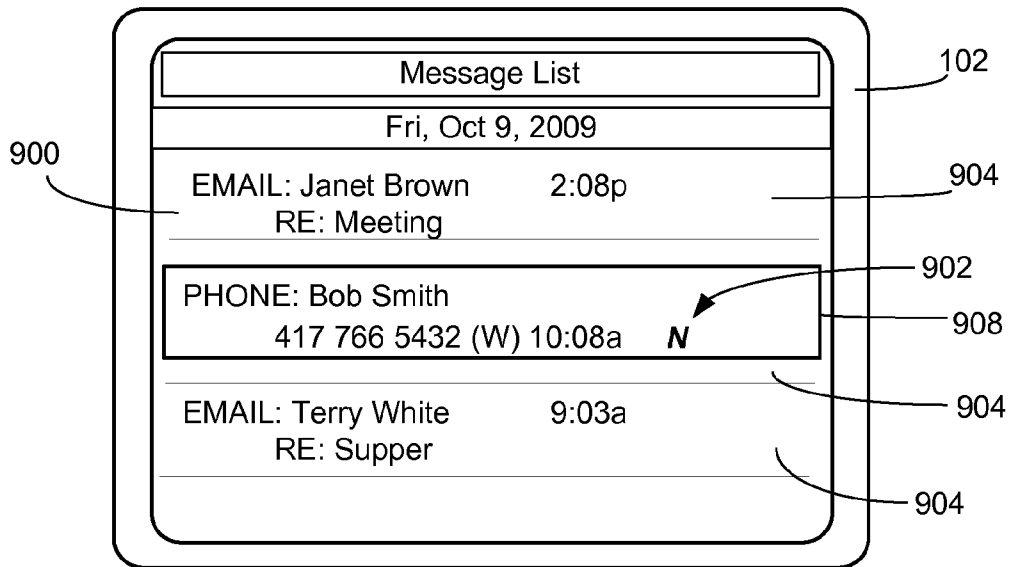 Message List
102
Fri, Oct 9, 2009
900
EMAIL: Janet Brown 2:08p
904
RE: Meeting
902
PHONE: Bob Smith
908
417 766 5432 (W) 10:08a N
904
EMAIL: Terry White 9:03a
RE: Supper
904